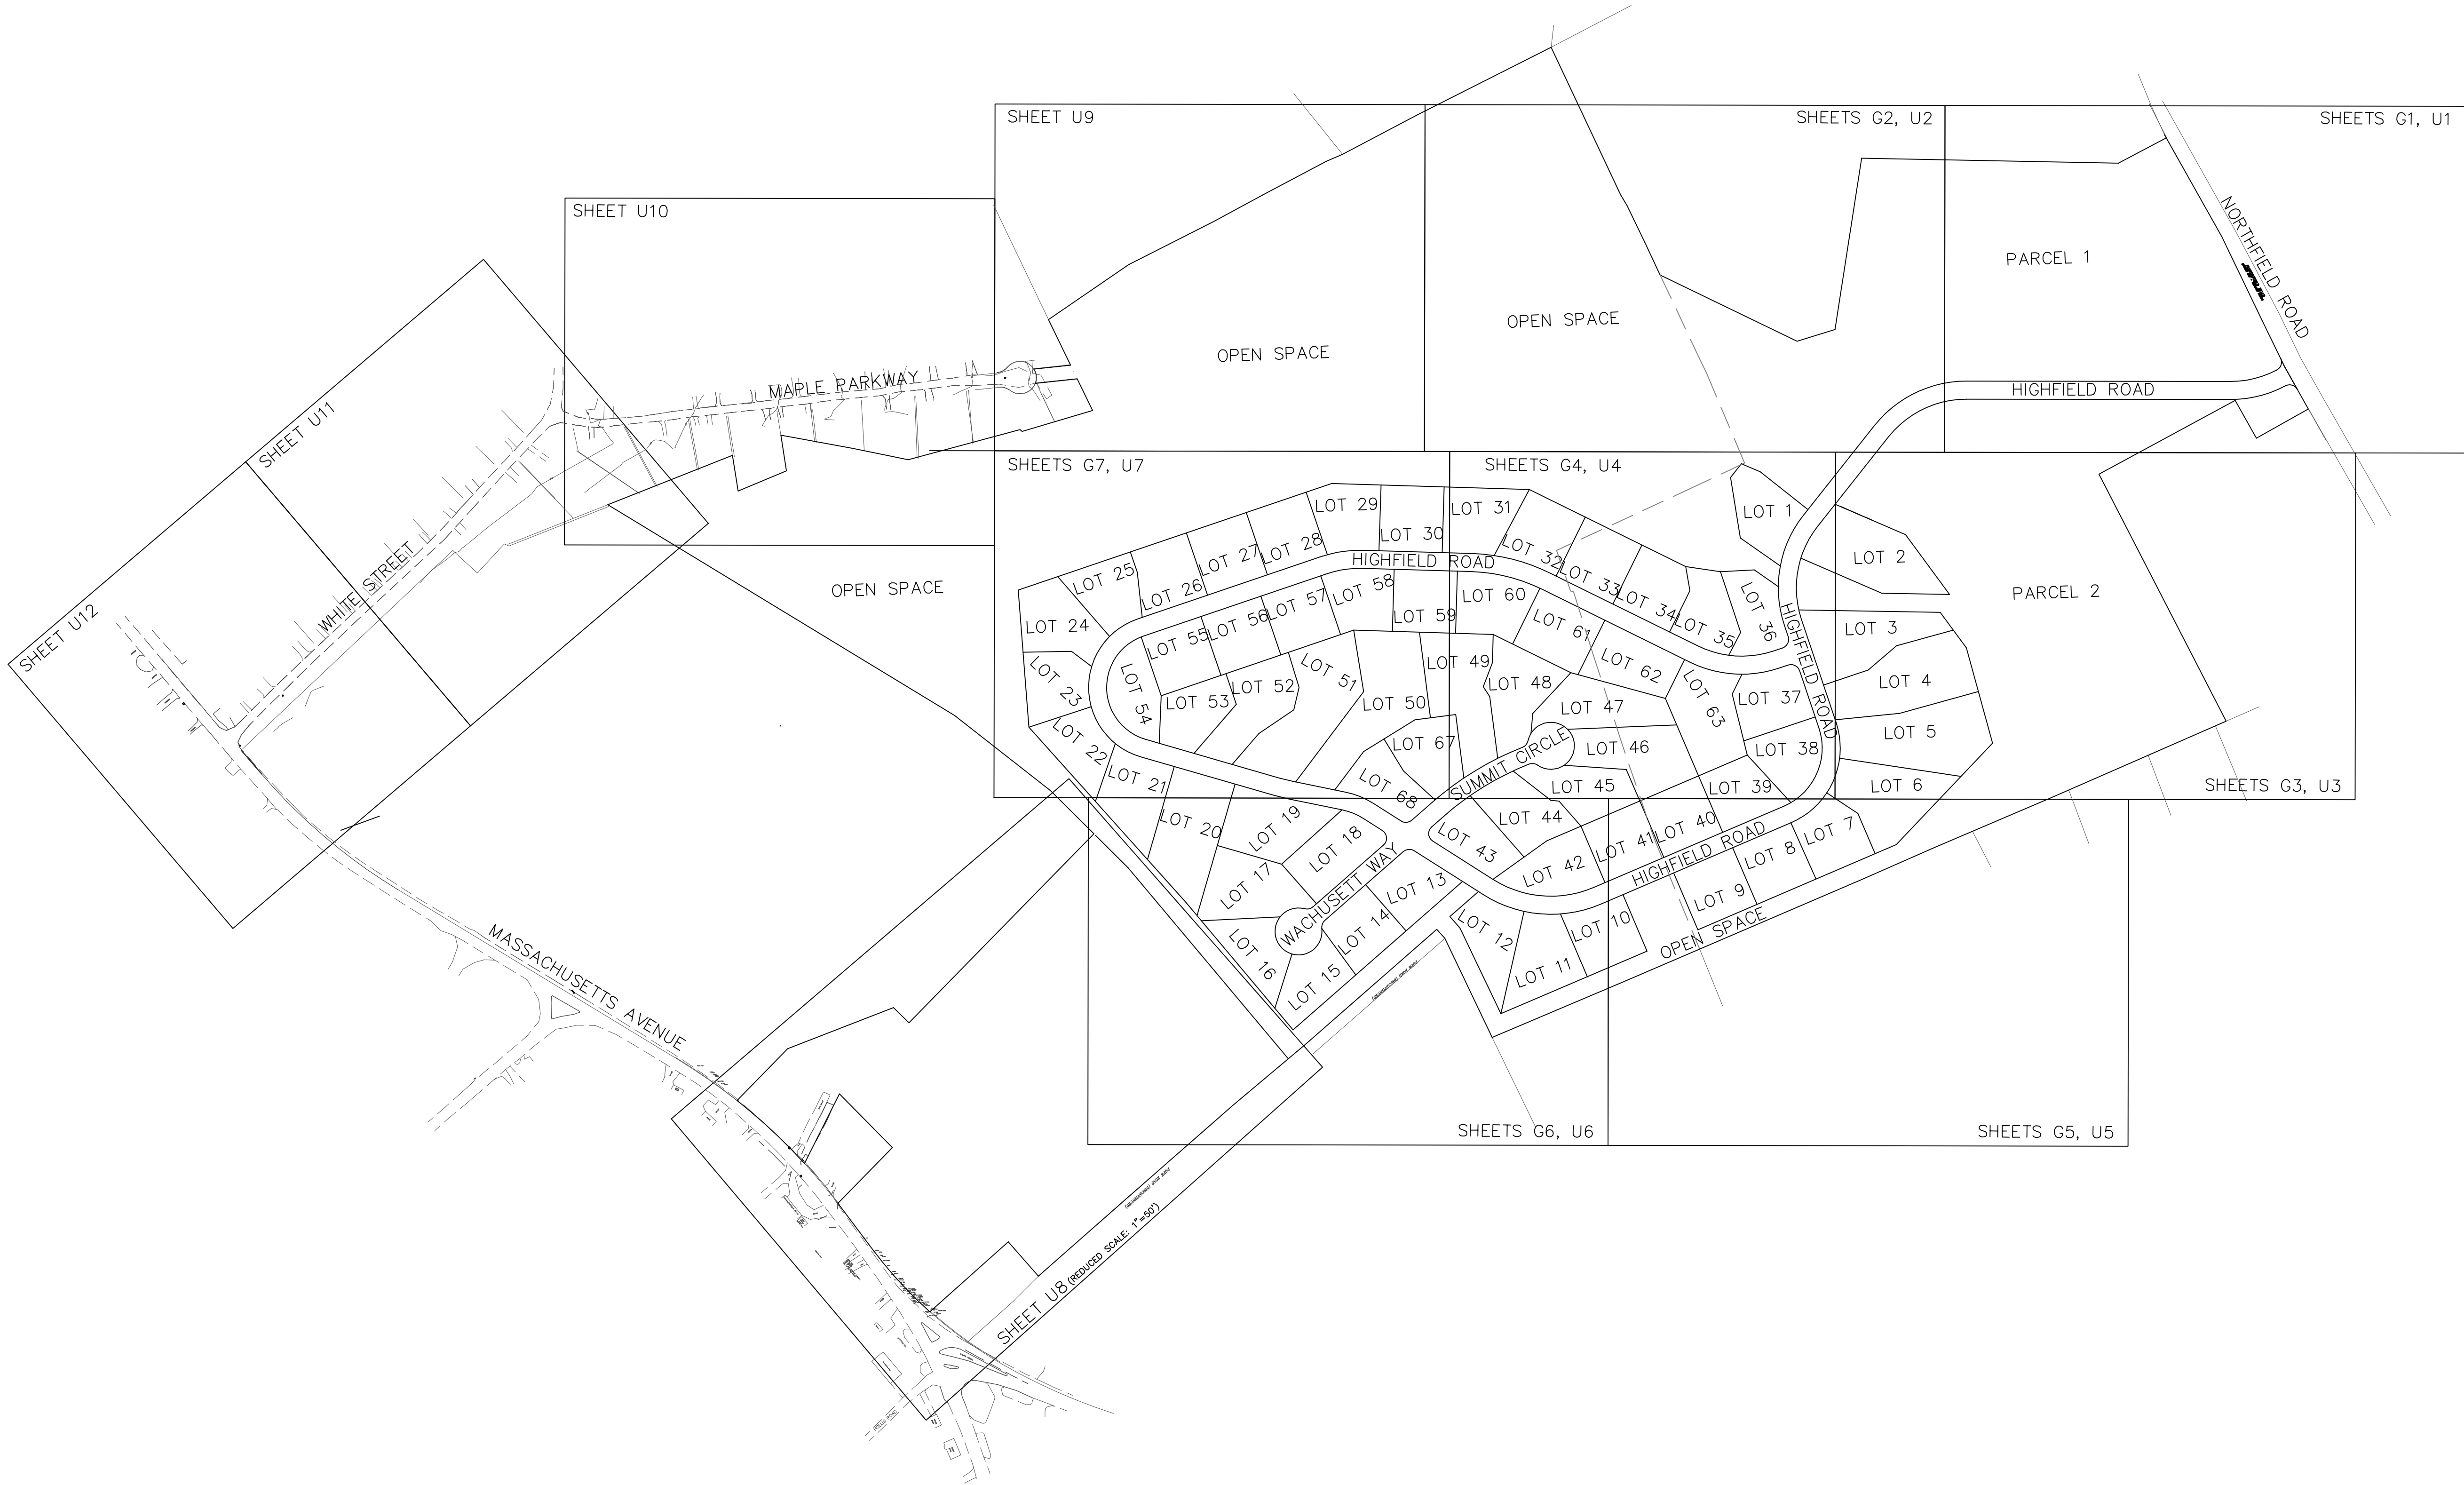 SHEET U9
SHEETS G2, U2
SHEETS G1, U1
SHEET U10
NORTHFIELD ROAD
PARCEL 1
OPEN SPACE
OPEN SPACE
MAPLE PARKWAY
HIGHFIELD ROAD
SHEET U11
SHEETS G7, U7
SHEETS G4, U4
LOT 29
LOT 30
LOT 31
LOT 1
LOT 28
LOT 27
LOT 32
LOT 2
HIGHFIELD ROAD
LOT 25
LOT 26
LOT 33
LOT 34
LOT 35
LOT 36
OPEN SPACE
PARCEL 2
WHITE STREET
SHEET U12
LOT 24
LOT 55
LOT 56
LOT 57
LOT 58
LOT 59
LOT 60
LOT 61
LOT 62
HIGHFIELD ROAD
LOT 3
LOT 23
LOT 54
LOT 53
LOT 52
LOT 51
LOT 50
LOT 49
LOT 48
LOT 47
LOT 63
LOT 37
LOT 4
LOT 22
LOT 67
SUMMIT CIRCLE
LOT 46
LOT 38
LOT 5
LOT 21
LOT 68
LOT 45
LOT 39
LOT 6
SHEETS G3, U3
LOT 20
LOT 19
LOT 18
LOT 43
LOT 44
LOT 42
LOT 41
LOT 40
HIGHFIELD ROAD
LOT 7
LOT 8
LOT 9
LOT 17
WACHUSETT WAY
LOT 13
LOT 14
LOT 12
LOT 10
LOT 11
OPEN SPACE
LOT 16
LOT 15
MASSACHUSETTS AVENUE
SHEETS G6, U6
SHEETS G5, U5
SHEET U8 (REDUCED SCALE: 1"=50')
HOLLIS ROAD